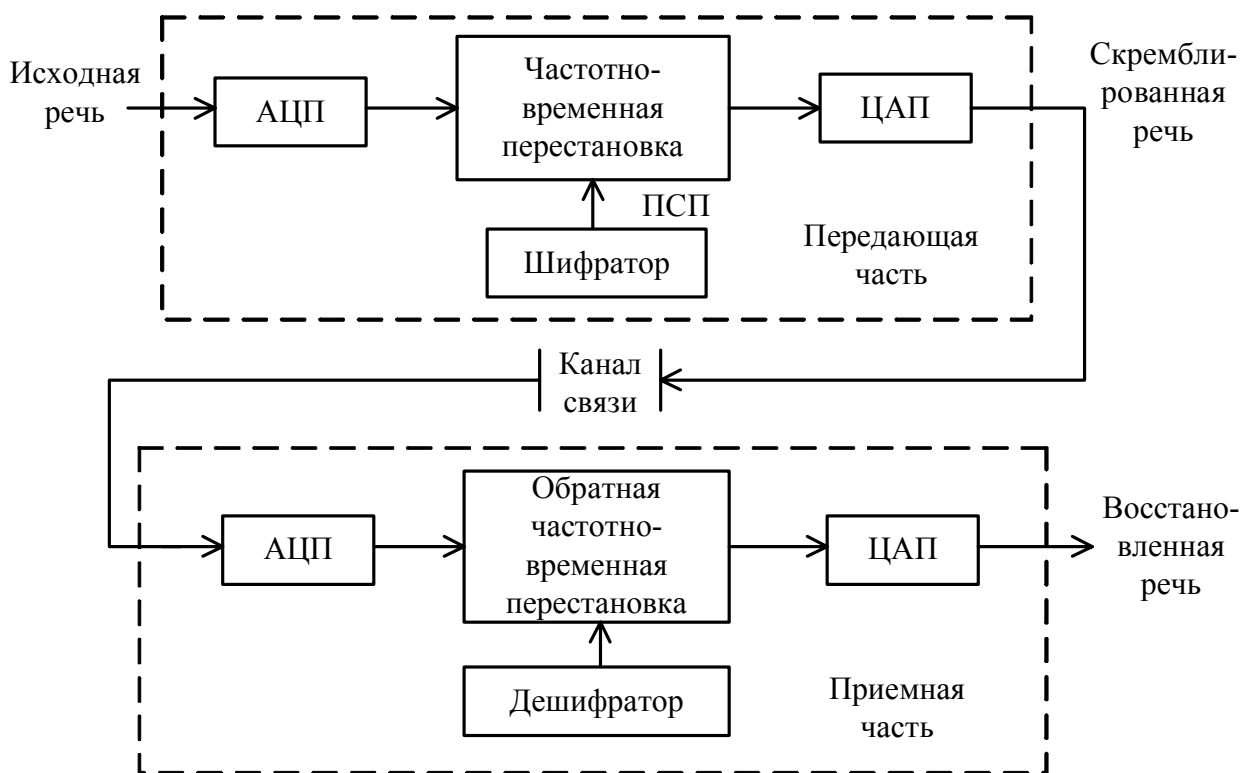 Исходная
речь
АЦП
Частотно-
временная
перестановка
ЦАП
Скрембли-
рованная
речь
ПСП
Шифратор
Передающая
часть
Канал
связи
АЦП
Обратная
частотно-
временная
перестановка
ЦАП
Восстано-
вленная
речь
Дешифратор
Приемная
часть